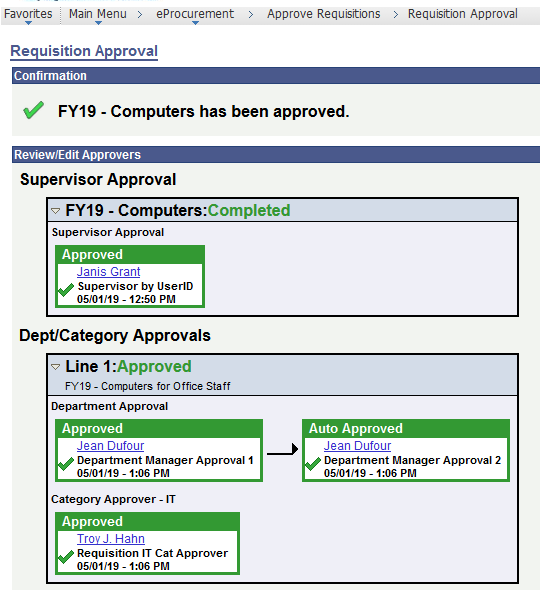 Favorites Main Menu > eProcurement > Approve Requisitions > Requisition Approval
Requisition Approval
Confirmation
FY19 - Computers has been approved.
Review/Edit Approvers
Supervisor Approval
FY19 - Computers:Completed
Supervisor Approval
Approved
Janis Grant
Supervisor by UserID
05/01/19 - 12:50 PM
Dept/Category Approvals
Line 1:Approved
FY19 - Computers for Office Staff
Department Approval
Approved
Jean Dufour
Department Manager Approval 1
05/01/19 - 1:06 PM
Auto Approved
Jean Dufour
Department Manager Approval 2
05/01/19 - 1:06 PM
Category Approver - IT
Approved
Troy J. Hahn
Requisition IT Cat Approver
05/01/19 - 1:06 PM